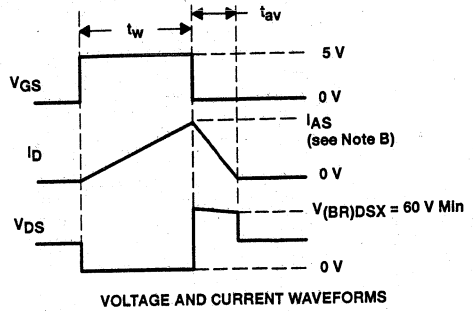 tw
tav
5 V
VGS
0 V
IAS
(see Note B)
ID
0 V
V(BR)DSX = 60 V Min
VDS
0 V
VOLTAGE AND CURRENT WAVEFORMS